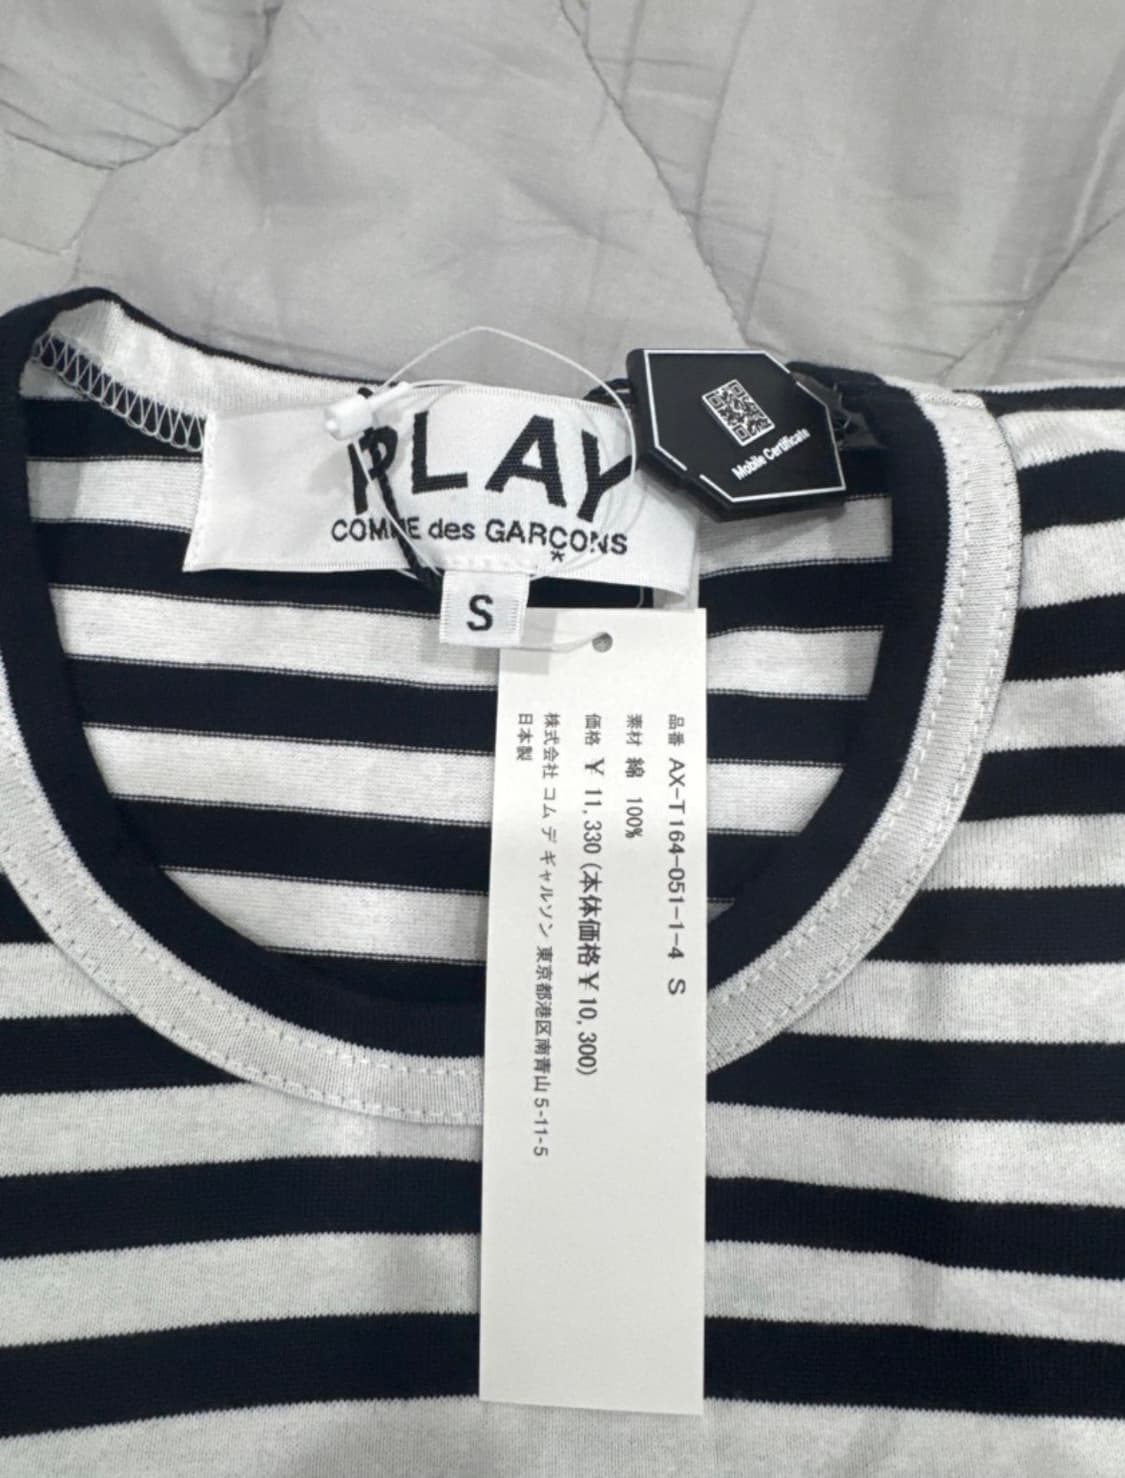 PLAY
COMME des GARÇONS
S
Mobile Certificate
品番 AX-T164-051-1-4 S
素材 綿 100%
価格 ¥ 11,330 (本体価格 ¥ 10,300)
株式会社 コム デ ギャルソン 東京都港区南青山 5-11-5
日本製